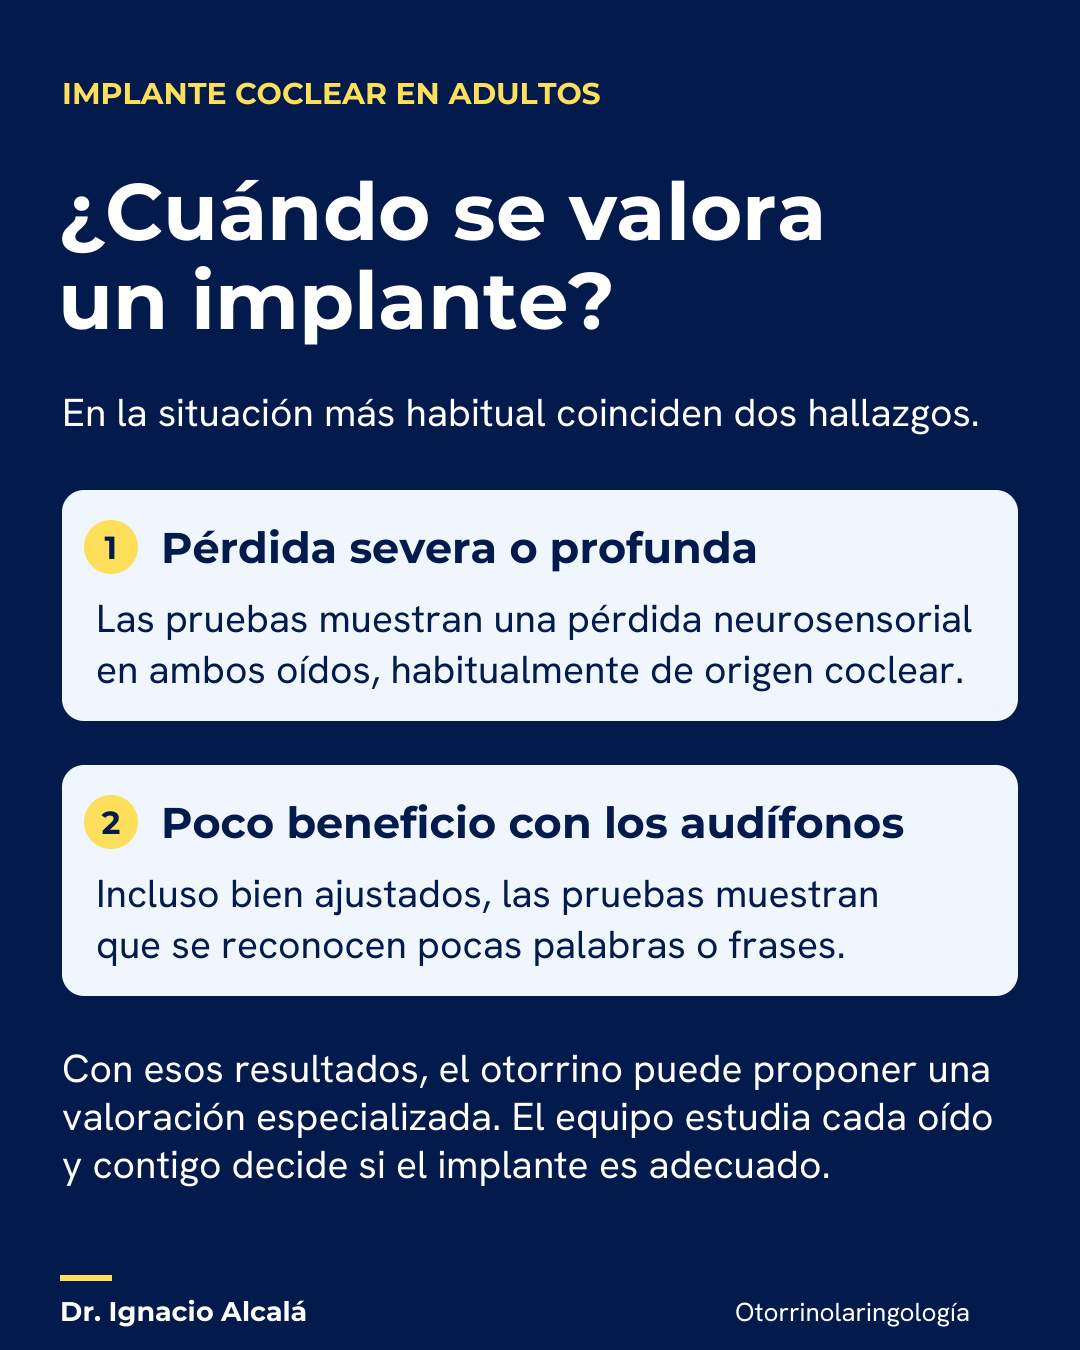 IMPLANTE COCLEAR EN ADULTOS
¿Cuándo se valora
un implante?
En la situación más habitual coinciden dos hallazgos.
1 Pérdida severa o profunda
Las pruebas muestran una pérdida neurosensorial
en ambos oídos, habitualmente de origen coclear.
2 Poco beneficio con los audífonos
Incluso bien ajustados, las pruebas muestran
que se reconocen pocas palabras o frases.
Con esos resultados, el otorrino puede proponer una
valoración especializada. El equipo estudia cada oído
y contigo decide si el implante es adecuado.
Dr. Ignacio Alcalá
Otorrinolaringología